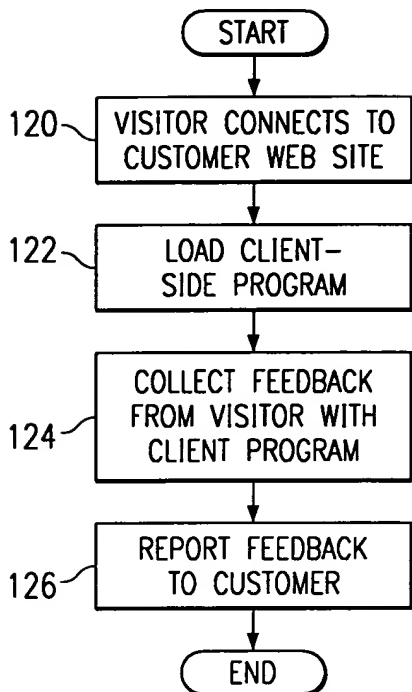 START
120
VISITOR CONNECTS TO
CUSTOMER WEB SITE
122
LOAD CLIENT-
SIDE PROGRAM
124
COLLECT FEEDBACK
FROM VISITOR WITH
CLIENT PROGRAM
126
REPORT FEEDBACK
TO CUSTOMER
END